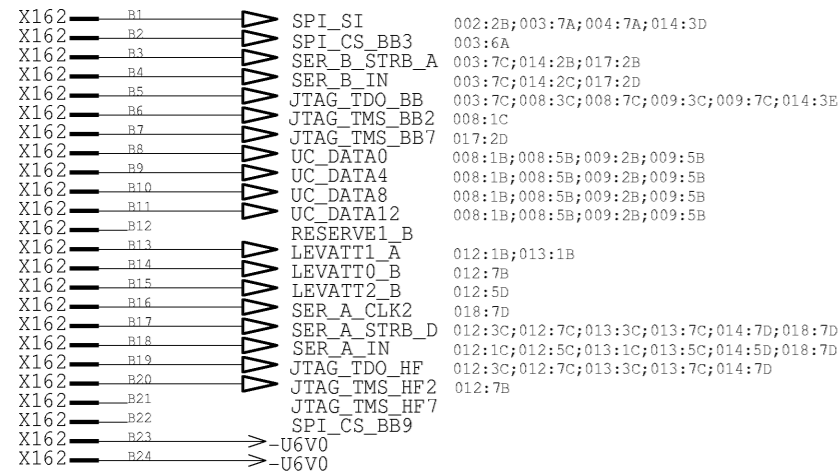 X162 B1 SPI_SI 002:2B;003:7A;004:7A;014:3D
X162 B2 SPI_CS_BB3 003:6A
X162 B3 SER_B_STRB_A 003:7C;014:2B;017:2B
X162 B4 SER_B_IN 003:7C;014:2C;017:2D
X162 B5 JTAG_TDO_BB 003:7C;008:3C;008:7C;009:3C;009:7C;014:3E
X162 B6 JTAG_TMS_BB2 008:1C
X162 B7 JTAG_TMS_BB7 017:2D
X162 B8 UC_DATA0 008:1B;008:5B;009:2B;009:5B
X162 B9 UC_DATA4 008:1B;008:5B;009:2B;009:5B
X162 B10 UC_DATA8 008:1B;008:5B;009:2B;009:5B
X162 B11 UC_DATA12 008:1B;008:5B;009:2B;009:5B
X162 B12 RESERVE1_B
X162 B13 LEVATT1_A 012:1B;013:1B
X162 B14 LEVATT0_B 012:7B
X162 B15 LEVATT2_B 012:5D
X162 B16 SER_A_CLK2 018:7D
X162 B17 SER_A_STRB_D 012:3C;012:7C;013:3C;013:7C;014:7D;018:7D
X162 B18 SER_A_IN 012:1C;012:5C;013:1C;013:5C;014:5D;018:7D
X162 B19 JTAG_TDO_HF 012:3C;012:7C;013:3C;013:7C;014:7D
X162 B20 JTAG_TMS_HF2 012:7B
X162 B21 JTAG_TMS_HF7
X162 B22 SPI_CS_BB9
X162 B23 -U6V0
X162 B24 -U6V0